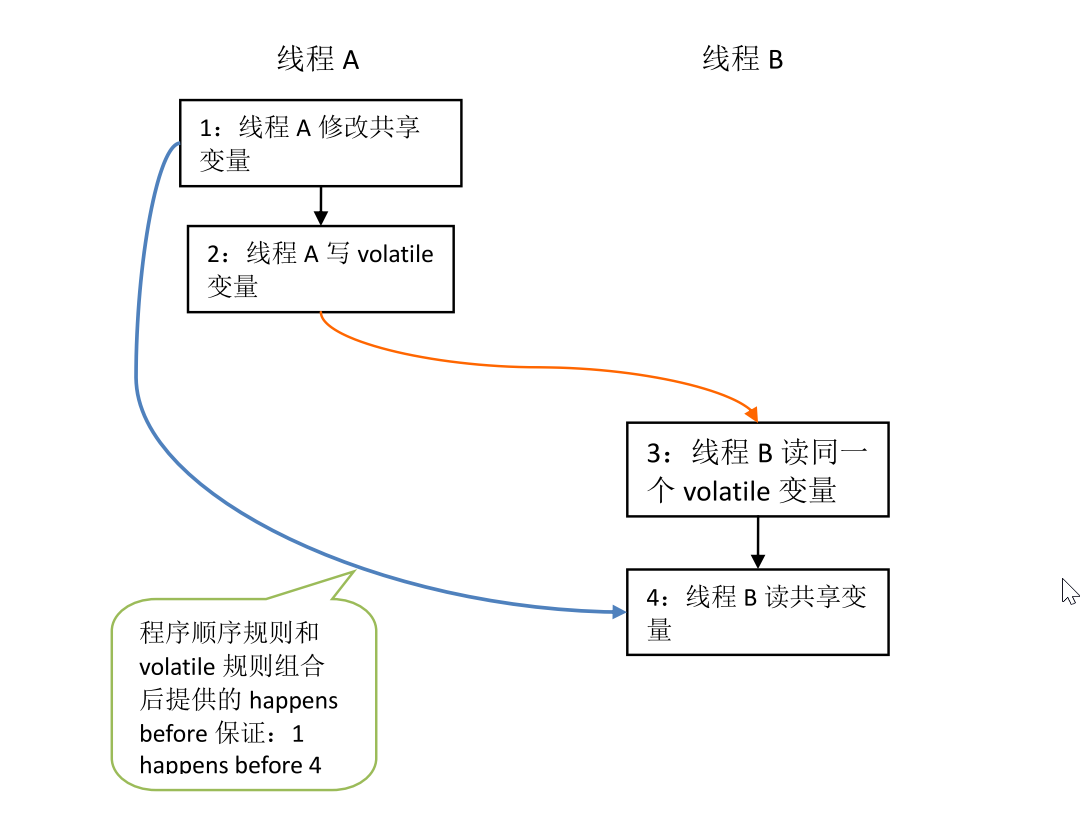 线程 A
线程 B
1：线程 A 修改共享
变量
2：线程 A 写 volatile
变量
3：线程 B 读同一
个 volatile 变量
4：线程 B 读共享变
量
程序顺序规则和
volatile 规则组合
后提供的 happens
before 保证：1
happens before 4